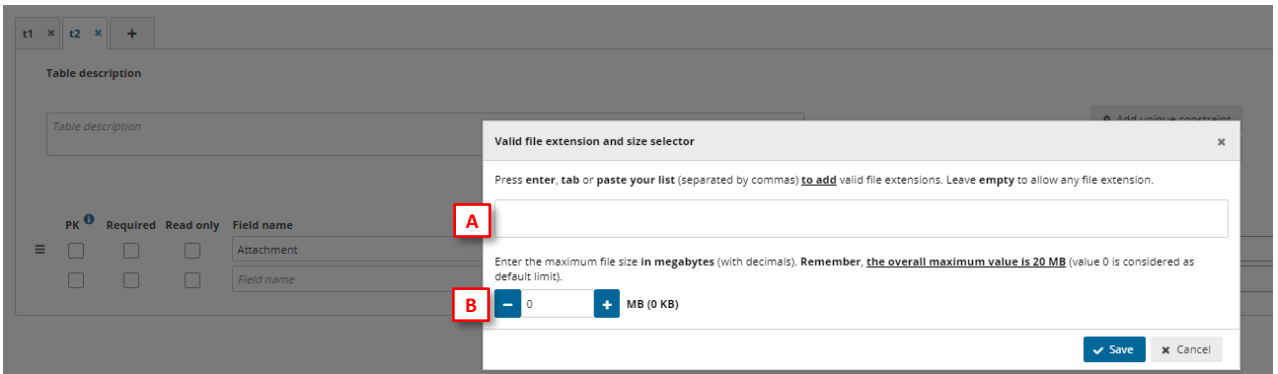 t1 × t2 × +
Table description
Table description
Add unique constraint
Valid file extension and size selector ×
Press enter, tab or paste your list (separated by commas) to add valid file extensions. Leave empty to allow any file extension.
A
PK i Required Read only Field name
Attachment
Field name
Enter the maximum file size in megabytes (with decimals). Remember, the overall maximum value is 20 MB (value 0 is considered as
default limit).
B
− 0 + MB (0 KB)
Save × Cancel